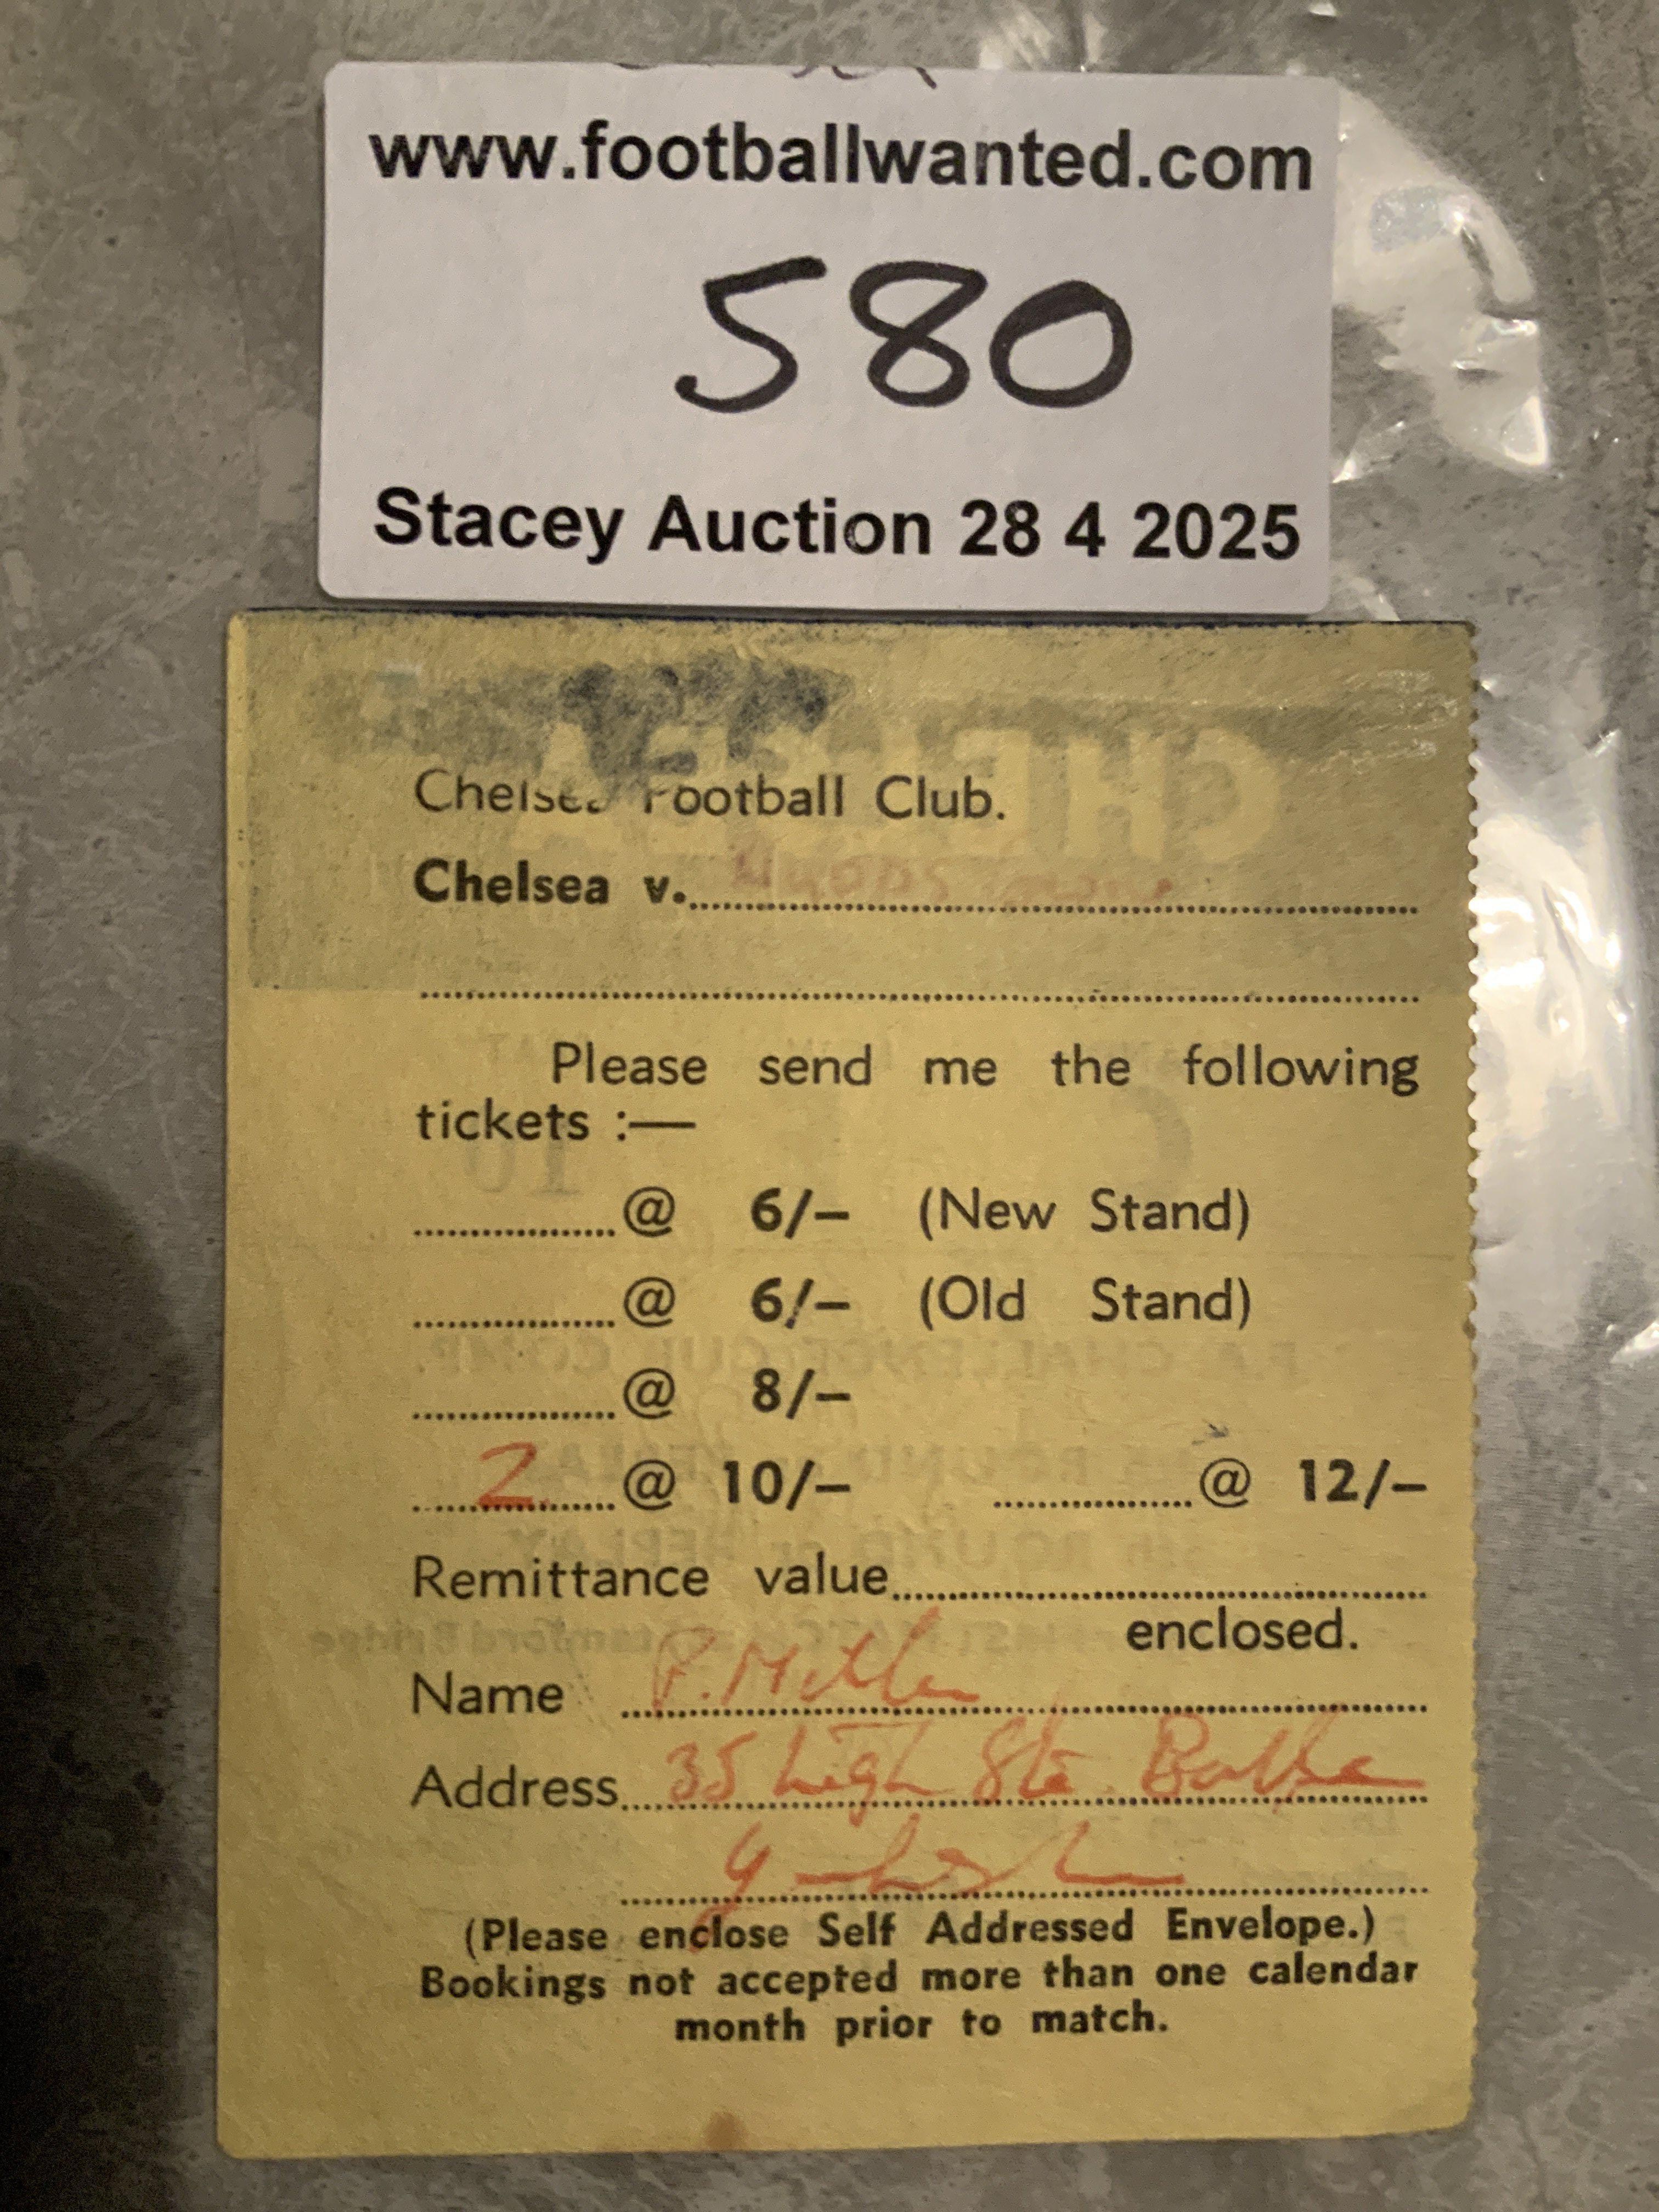 www.footballwanted.com
580
Stacey Auction 28 4 2025
Chelsea Football Club.
Chelsea v.
Please send me the following
tickets :—
@ 6/– (New Stand)
@ 6/– (Old Stand)
@ 8/–
2 @ 10/– @ 12/–
Remittance value
enclosed.
Name P.
Address 35 high
(Please enclose Self Addressed Envelope.)
Bookings not accepted more than one calendar
month prior to match.